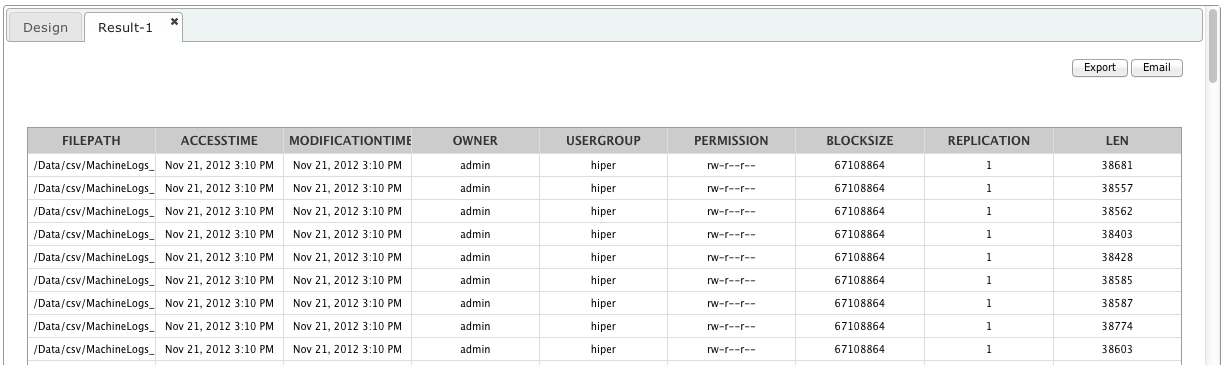 Design Result-1 ✖
Export Email
FILEPATH ACCESSTIME MODIFICATIONTIME OWNER USERGROUP PERMISSION BLOCKSIZE REPLICATION LEN
/Data/csv/MachineLogs_ Nov 21, 2012 3:10 PM Nov 21, 2012 3:10 PM admin hiper rw-r--r-- 67108864 1 38681
/Data/csv/MachineLogs_ Nov 21, 2012 3:10 PM Nov 21, 2012 3:10 PM admin hiper rw-r--r-- 67108864 1 38557
/Data/csv/MachineLogs_ Nov 21, 2012 3:10 PM Nov 21, 2012 3:10 PM admin hiper rw-r--r-- 67108864 1 38562
/Data/csv/MachineLogs_ Nov 21, 2012 3:10 PM Nov 21, 2012 3:10 PM admin hiper rw-r--r-- 67108864 1 38403
/Data/csv/MachineLogs_ Nov 21, 2012 3:10 PM Nov 21, 2012 3:10 PM admin hiper rw-r--r-- 67108864 1 38428
/Data/csv/MachineLogs_ Nov 21, 2012 3:10 PM Nov 21, 2012 3:10 PM admin hiper rw-r--r-- 67108864 1 38585
/Data/csv/MachineLogs_ Nov 21, 2012 3:10 PM Nov 21, 2012 3:10 PM admin hiper rw-r--r-- 67108864 1 38587
/Data/csv/MachineLogs_ Nov 21, 2012 3:10 PM Nov 21, 2012 3:10 PM admin hiper rw-r--r-- 67108864 1 38774
/Data/csv/MachineLogs_ Nov 21, 2012 3:10 PM Nov 21, 2012 3:10 PM admin hiper rw-r--r-- 67108864 1 38603